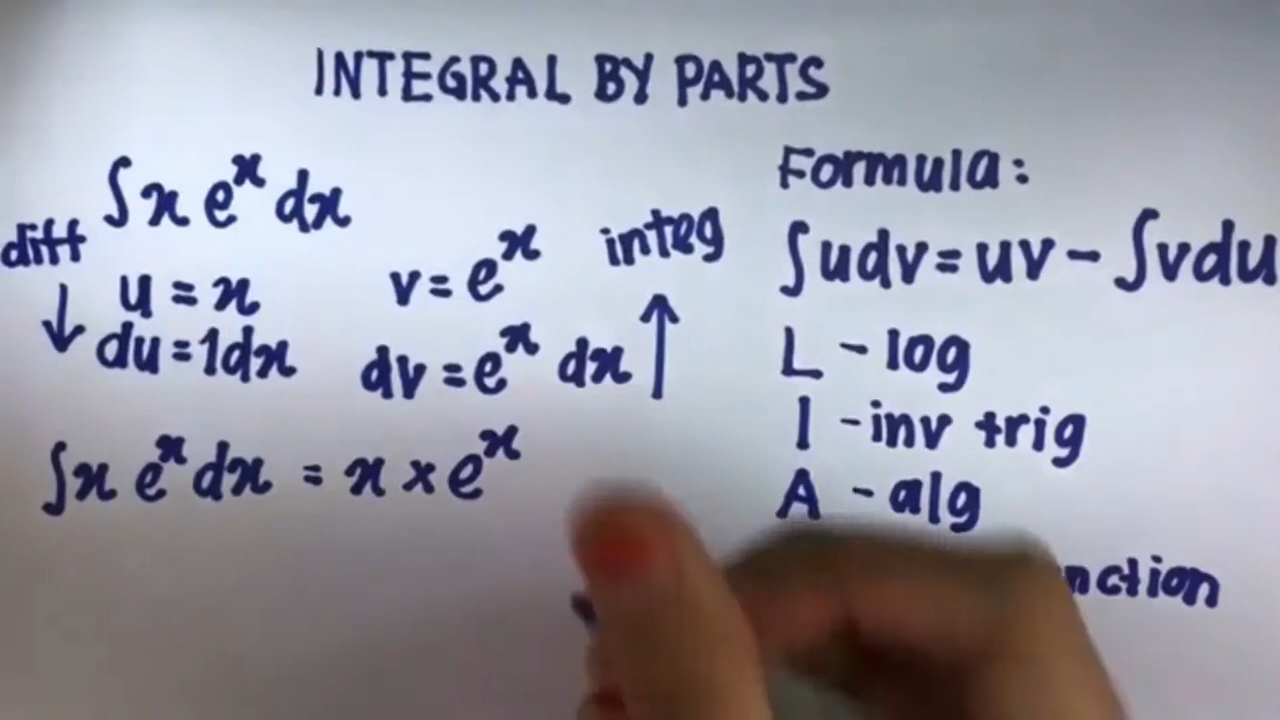 INTEGRAL BY PARTS
∫x eˣ dx
diff
u = x
v = eˣ
integ
↓
du = 1dx
dv = eˣ dx
↑
∫x eˣ dx = x × eˣ
Formula:
∫udv = uv - ∫vdu
L - log
I - inv trig
A - alg